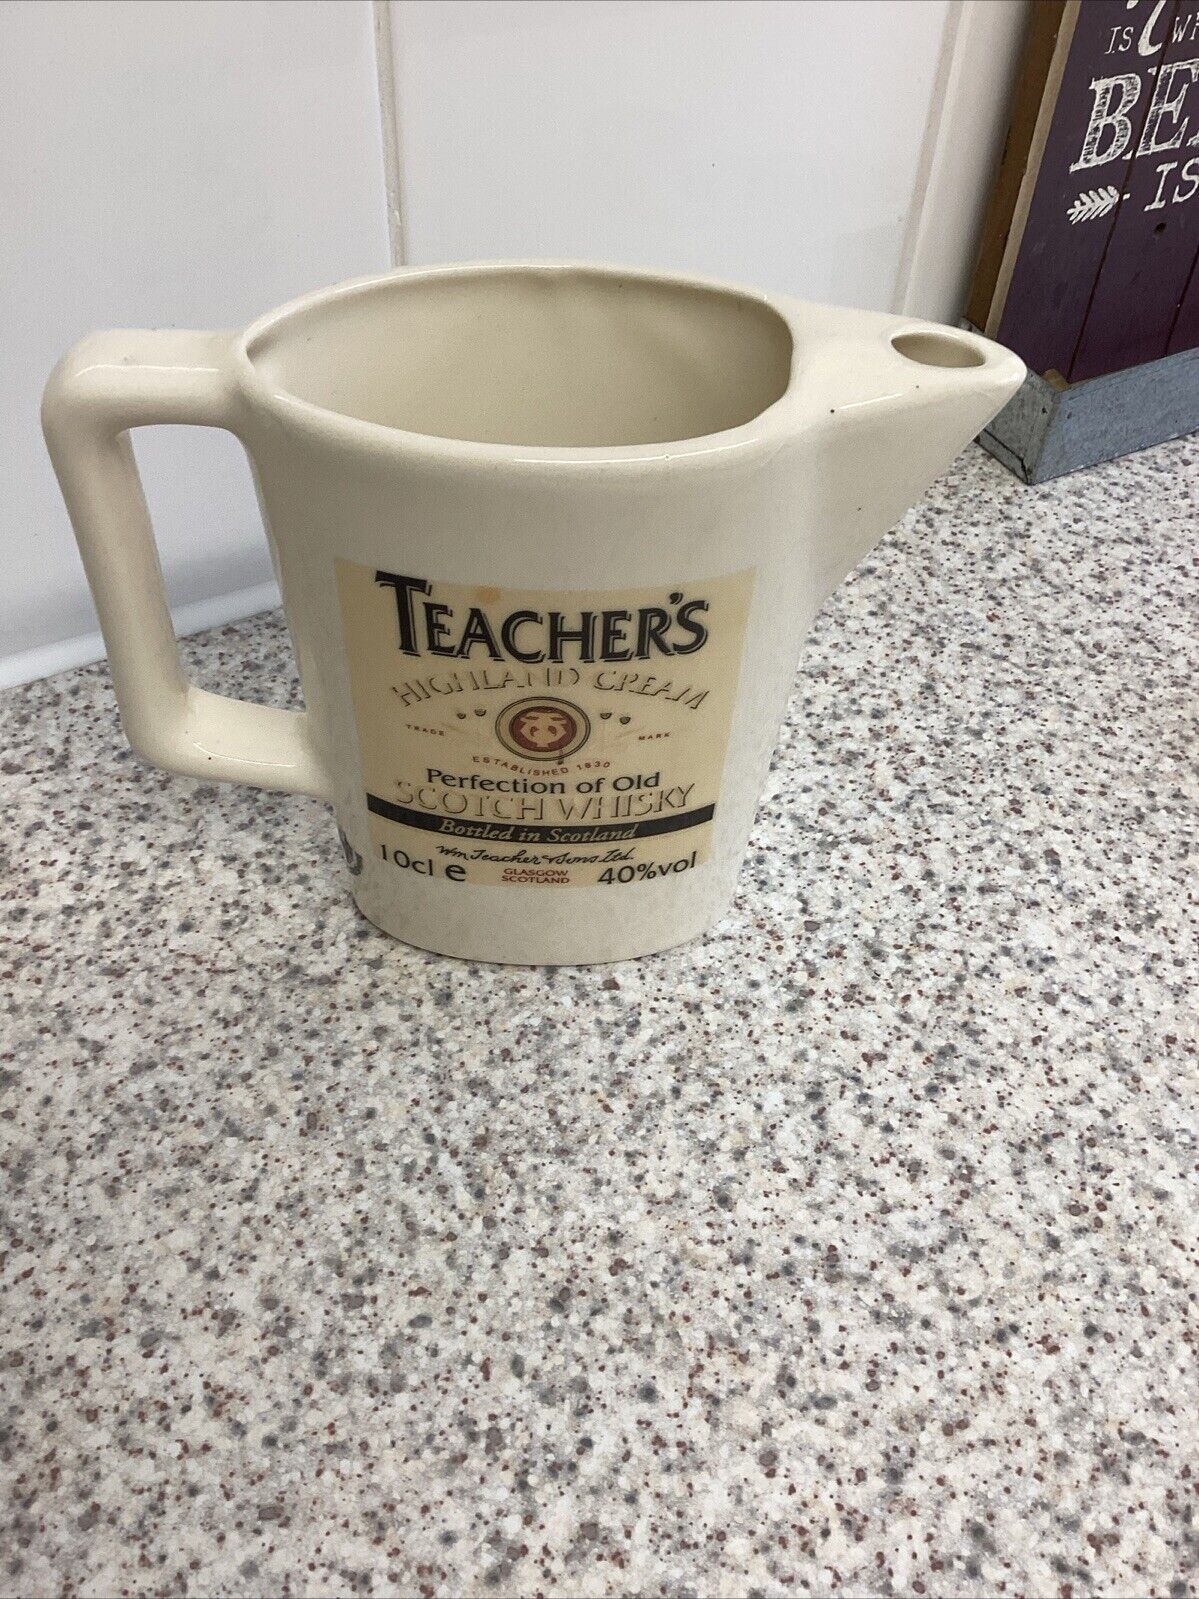 IS
BE
IS
TEACHER'S
HIGHLAND CREAM
TRADE MARK
ESTABLISHED 1830
Perfection of Old
SCOTCH WHISKY
Bottled in Scotland
Wm Teacher & Sons Ltd.
10cl e GLASGOW 40%vol
SCOTLAND